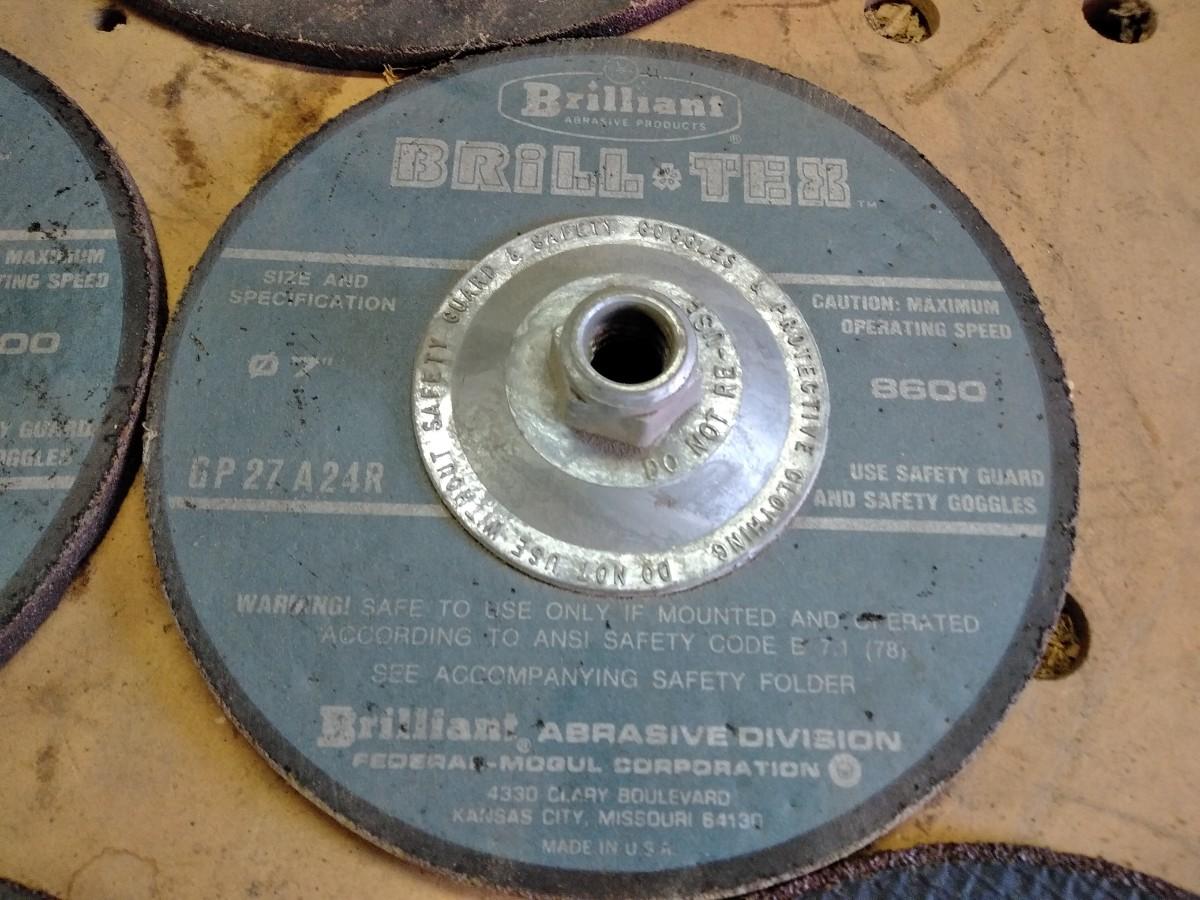 Brilliant
ABRASIVE PRODUCTS
®
BRILL TEX™
SIZE AND
SPECIFICATION
Ø 7"
GP 27 A24R
CAUTION: MAXIMUM
OPERATING SPEED
8600
USE SAFETY GUARD
AND SAFETY GOGGLES
DO NOT USE WITHOUT SAFETY GUARD & SAFETY GOGGLES & PROTECTIVE CLOTHING
DO NOT RE-USE
WARNING! SAFE TO USE ONLY IF MOUNTED AND OPERATED
ACCORDING TO ANSI SAFETY CODE B 7.1 (78)
SEE ACCOMPANYING SAFETY FOLDER
Brilliant® ABRASIVE DIVISION
FEDERAL-MOGUL CORPORATION
4330 CLARY BOULEVARD
KANSAS CITY, MISSOURI 64130
MADE IN U.S.A.
MAXIMUM
TING SPEED
00
Y GUARD
OGGLES